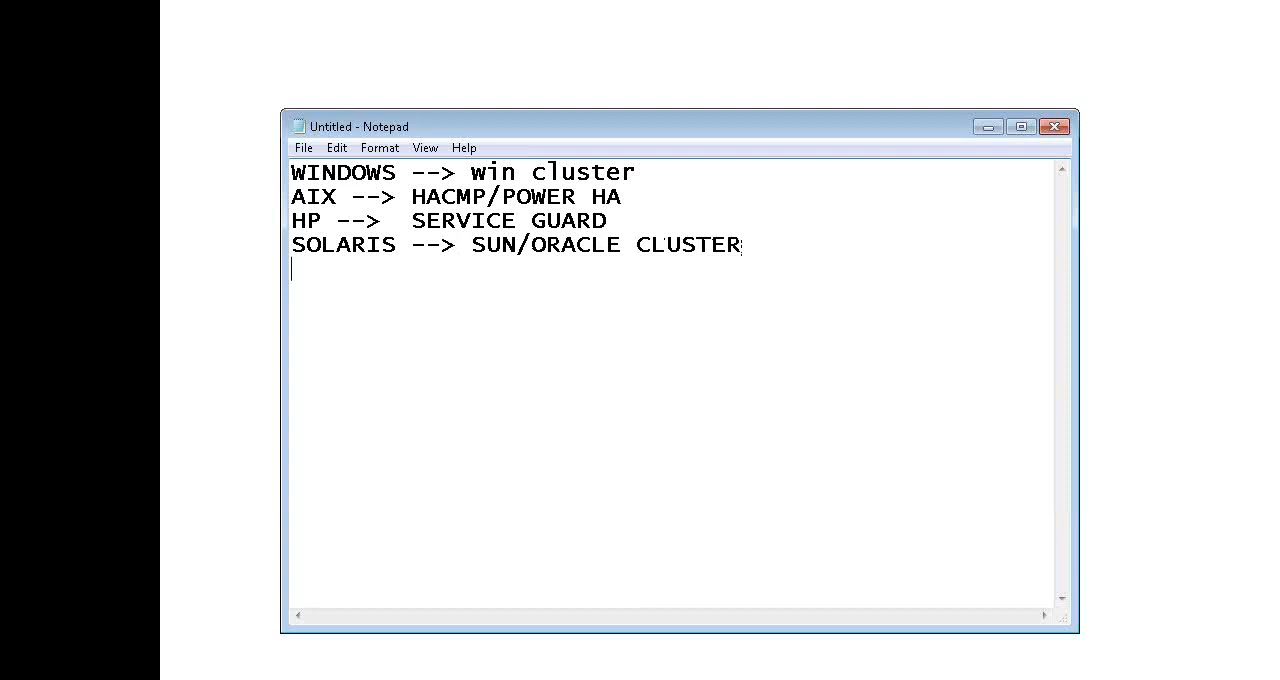 Untitled - Notepad
File Edit Format View Help
WINDOWS --> win cluster
AIX --> HACMP/POWER HA
HP -->  SERVICE GUARD
SOLARIS --> SUN/ORACLE CLUSTER